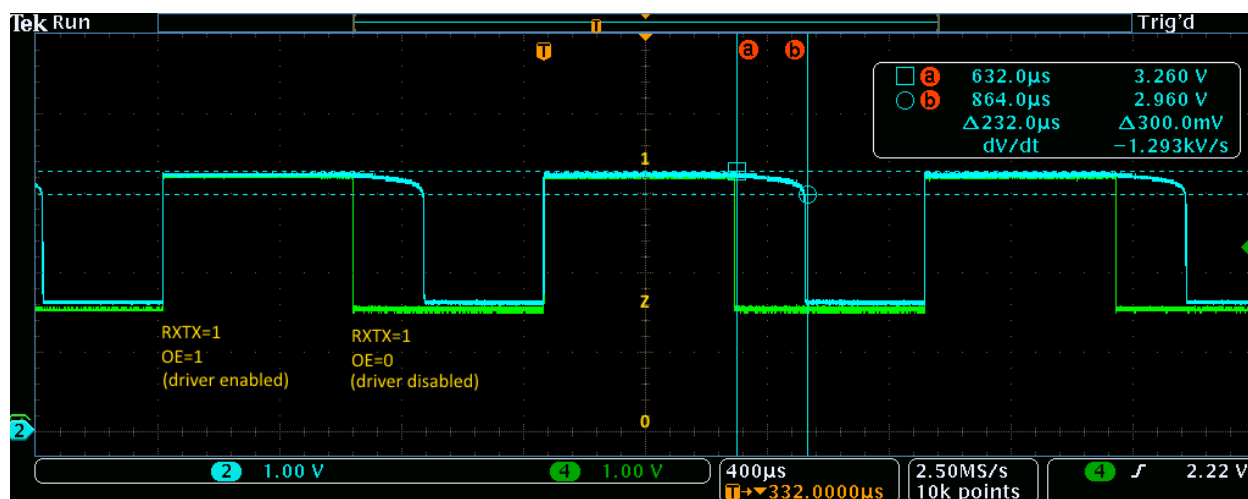 Tek Run
Trig'd
T
T
a
b
a 632.0µs 3.260 V
b 864.0µs 2.960 V
Δ232.0µs Δ300.0mV
dV/dt −1.293kV/s
1
Z
RXTX=1
OE=1
(driver enabled)
RXTX=1
OE=0
(driver disabled)
0
2
2 1.00 V
4 1.00 V
400µs
T→▼332.0000µs
2.50MS/s
10k points
4 2.22 V